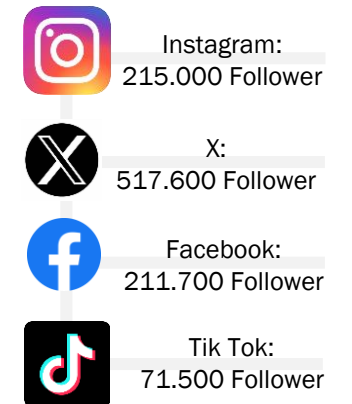 Instagram:
215.000 Follower
X:
517.600 Follower
Facebook:
211.700 Follower
Tik Tok:
71.500 Follower